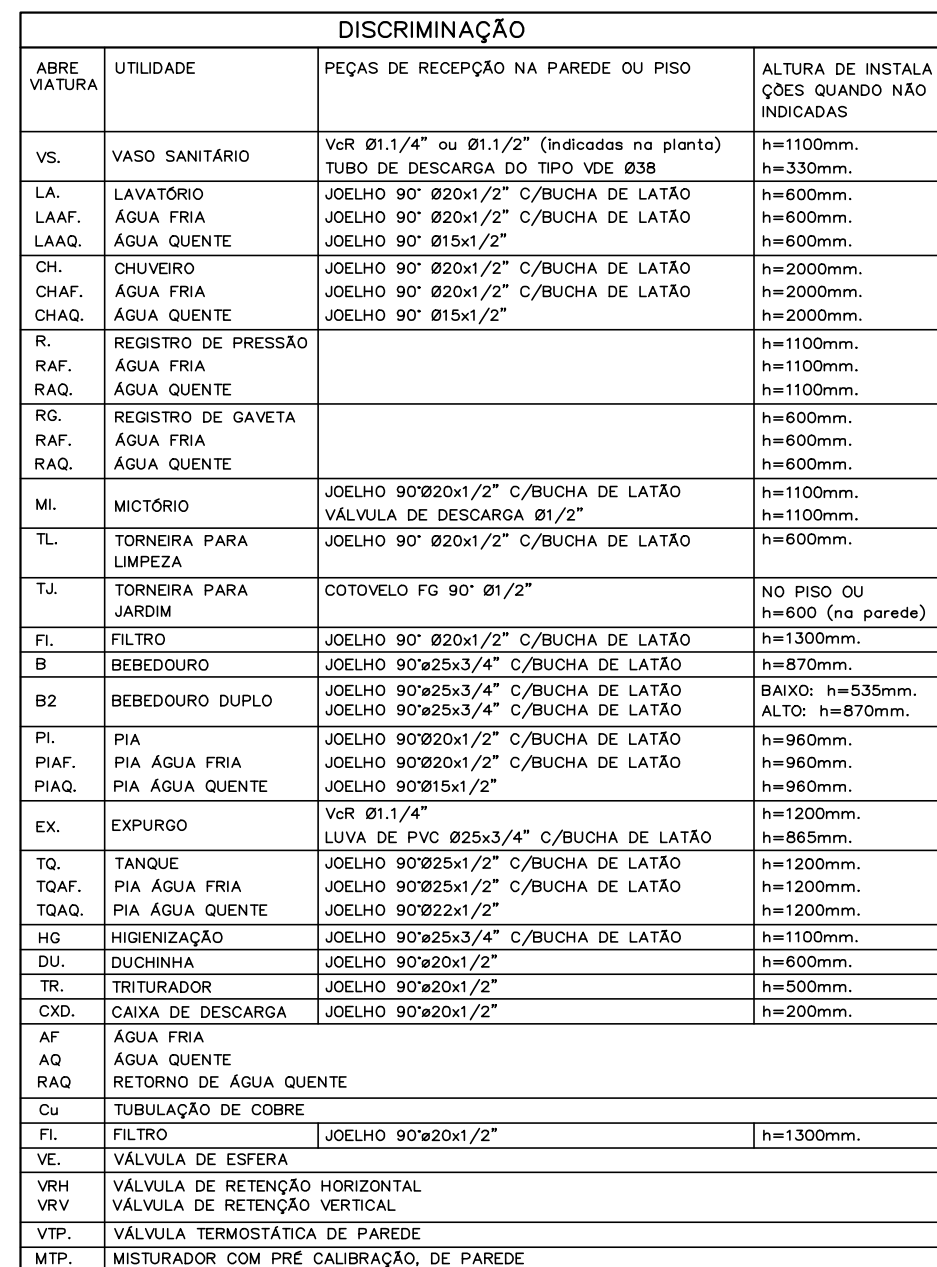 DISCRIMINAÇÃO
ABRE VIATURA UTILIDADE PEÇAS DE RECEPÇÃO NA PAREDE OU PISO ALTURA DE INSTALA ÇÕES QUANDO NÃO INDICADAS
VS. VASO SANITÁRIO VcR Ø1.1/4" ou Ø1.1/2" (indicadas na planta) h=1100mm.
TUBO DE DESCARGA DO TIPO VDE Ø38 h=330mm.
LA. LAVATÓRIO JOELHO 90° Ø20x1/2" C/BUCHA DE LATÃO h=600mm.
LAAF. ÁGUA FRIA JOELHO 90° Ø20x1/2" C/BUCHA DE LATÃO h=600mm.
LAAQ. ÁGUA QUENTE JOELHO 90° Ø15x1/2" h=600mm.
CH. CHUVEIRO JOELHO 90° Ø20x1/2" C/BUCHA DE LATÃO h=2000mm.
CHAF. ÁGUA FRIA JOELHO 90° Ø20x1/2" C/BUCHA DE LATÃO h=2000mm.
CHAQ. ÁGUA QUENTE JOELHO 90° Ø15x1/2" h=2000mm.
R. REGISTRO DE PRESSÃO h=1100mm.
RAF. ÁGUA FRIA h=1100mm.
RAQ. ÁGUA QUENTE h=1100mm.
RG. REGISTRO DE GAVETA h=600mm.
RAF. ÁGUA FRIA h=600mm.
RAQ. ÁGUA QUENTE h=600mm.
MI. MICTÓRIO JOELHO 90°Ø20x1/2" C/BUCHA DE LATÃO h=1100mm.
VÁLVULA DE DESCARGA Ø1/2" h=1100mm.
TL. TORNEIRA PARA LIMPEZA JOELHO 90° Ø20x1/2" C/BUCHA DE LATÃO h=600mm.
TJ. TORNEIRA PARA JARDIM COTOVELO FG 90° Ø1/2" NO PISO OU h=600 (na parede)
FI. FILTRO JOELHO 90° Ø20x1/2" C/BUCHA DE LATÃO h=1300mm.
B BEBEDOURO JOELHO 90°ø25x3/4" C/BUCHA DE LATÃO h=870mm.
B2 BEBEDOURO DUPLO JOELHO 90°ø25x3/4" C/BUCHA DE LATÃO BAIXO: h=535mm.
JOELHO 90°ø25x3/4" C/BUCHA DE LATÃO ALTO: h=870mm.
PI. PIA JOELHO 90°Ø20x1/2" C/BUCHA DE LATÃO h=960mm.
PIAF. PIA ÁGUA FRIA JOELHO 90°Ø20x1/2" C/BUCHA DE LATÃO h=960mm.
PIAQ. PIA ÁGUA QUENTE JOELHO 90°Ø15x1/2" h=960mm.
EX. EXPURGO VcR Ø1.1/4" h=1200mm.
LUVA DE PVC Ø25x3/4" C/BUCHA DE LATÃO h=865mm.
TQ. TANQUE JOELHO 90°Ø25x1/2" C/BUCHA DE LATÃO h=1200mm.
TQAF. PIA ÁGUA FRIA JOELHO 90°Ø25x1/2" C/BUCHA DE LATÃO h=1200mm.
TQAQ. PIA ÁGUA QUENTE JOELHO 90°Ø22x1/2" h=1200mm.
HG HIGIENIZAÇÃO JOELHO 90°ø25x3/4" C/BUCHA DE LATÃO h=1100mm.
DU. DUCHINHA JOELHO 90°ø20x1/2" h=600mm.
TR. TRITURADOR JOELHO 90°ø20x1/2" h=500mm.
CXD. CAIXA DE DESCARGA JOELHO 90°ø20x1/2" h=200mm.
AF ÁGUA FRIA
AQ ÁGUA QUENTE
RAQ RETORNO DE ÁGUA QUENTE
Cu TUBULAÇÃO DE COBRE
FI. FILTRO JOELHO 90°ø20x1/2" h=1300mm.
VE. VÁLVULA DE ESFERA
VRH VÁLVULA DE RETENÇÃO HORIZONTAL
VRV VÁLVULA DE RETENÇÃO VERTICAL
VTP. VÁLVULA TERMOSTÁTICA DE PAREDE
MTP. MISTURADOR COM PRÉ CALIBRAÇÃO, DE PAREDE